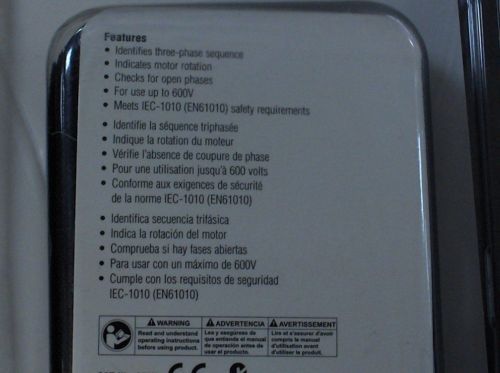 Features
• Identifies three-phase sequence
• Indicates motor rotation
• Checks for open phases
• For use up to 600V
• Meets IEC-1010 (EN61010) safety requirements
• Identifie la séquence triphasée
• Indique la rotation du moteur
• Vérifie l'absence de coupure de phase
• Pour une utilisation jusqu'à 600 volts
• Conforme aux exigences de sécurité
de la norme IEC-1010 (EN61010)
• Identifica secuencia trifásica
• Indica la rotación del motor
• Comprueba si hay fases abiertas
• Para usar con un máximo de 600V
• Cumple con los requisitos de seguridad
IEC-1010 (EN61010)
WARNING
Read and understand
operating instructions
before using product.
ADVERTENCIA
Lea y asegúrese de
que entienda el manual
de operación antes de
usar el producto.
AVERTISSEMENT
Lire et s'assurer d'avoir
compris le manuel
d'utilisation avant
d'utiliser le produit.